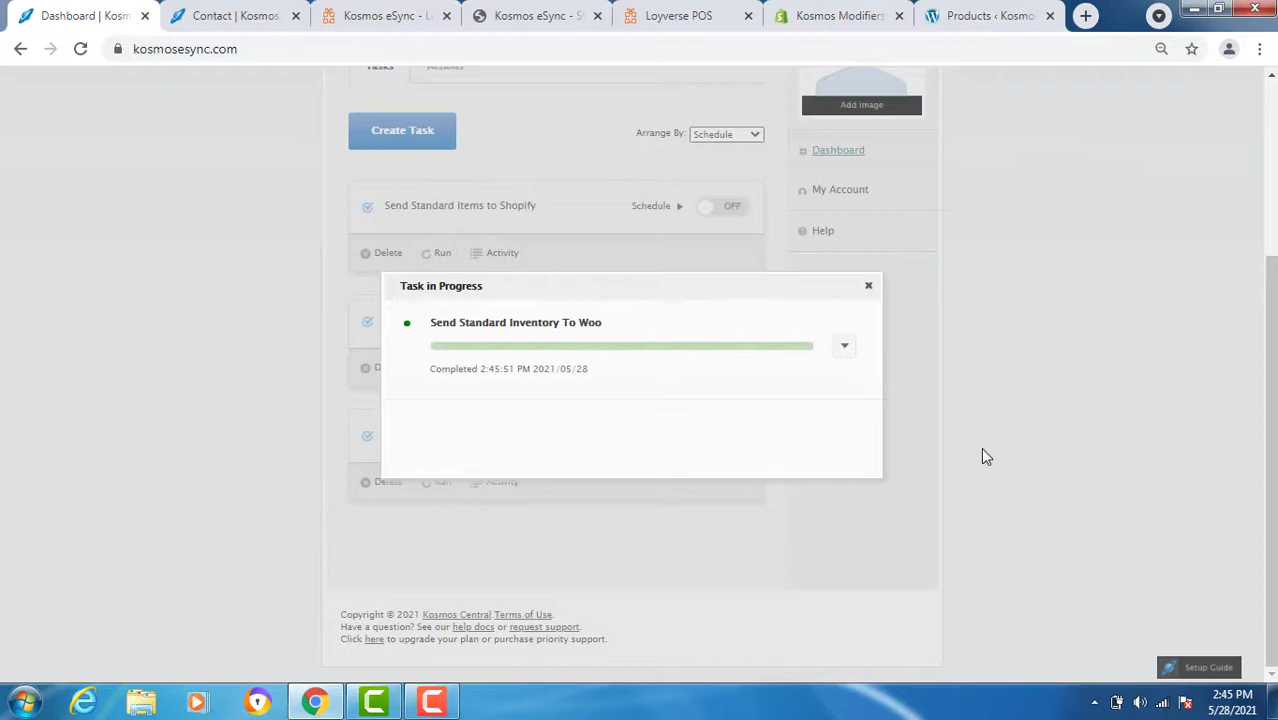 Dashboard | Kosm
Contact | Kosmos
Kosmos eSync - L
Kosmos eSync – St
Loyverse POS
Kosmos Modifiers
Products ‹ Kosmo
kosmosesync.com
Tasks
Actions
Add Image
Create Task
Arrange By: Schedule
Dashboard
My Account
Help
Send Standard Items to Shopify
Schedule
OFF
Delete
Run
Activity
Task in Progress
Send Standard Inventory To Woo
Completed 2:45:51 PM 2021/05/28
D
Delete
Run
Activity
Copyright © 2021 Kosmos Central Terms of Use.
Have a question? See our help docs or request support.
Click here to upgrade your plan or purchase priority support.
Setup Guide
2:45 PM
5/28/2021